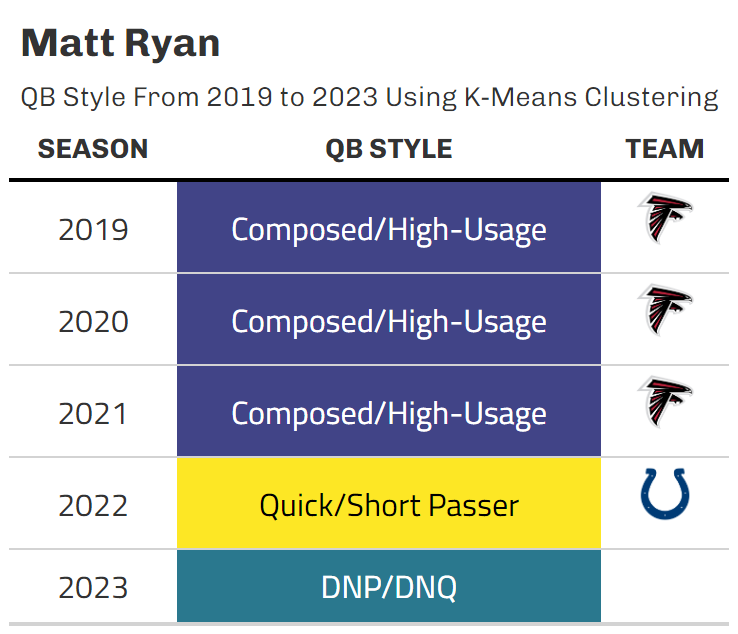 Matt Ryan
QB Style From 2019 to 2023 Using K-Means Clustering
SEASON QB STYLE TEAM
2019 Composed/High-Usage
2020 Composed/High-Usage
2021 Composed/High-Usage
2022 Quick/Short Passer
2023 DNP/DNQ